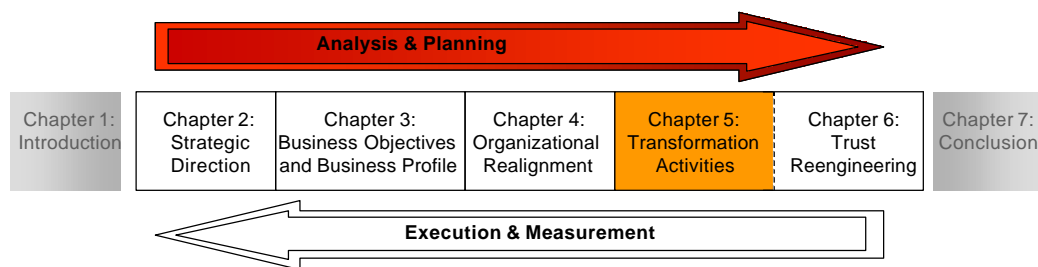 Analysis & Planning
Chapter 1:
Introduction
Chapter 2:
Strategic
Direction
Chapter 3:
Business Objectives
and Business Profile
Chapter 4:
Organizational
Realignment
Chapter 5:
Transformation
Activities
Chapter 6:
Trust
Reengineering
Chapter 7:
Conclusion
Execution & Measurement